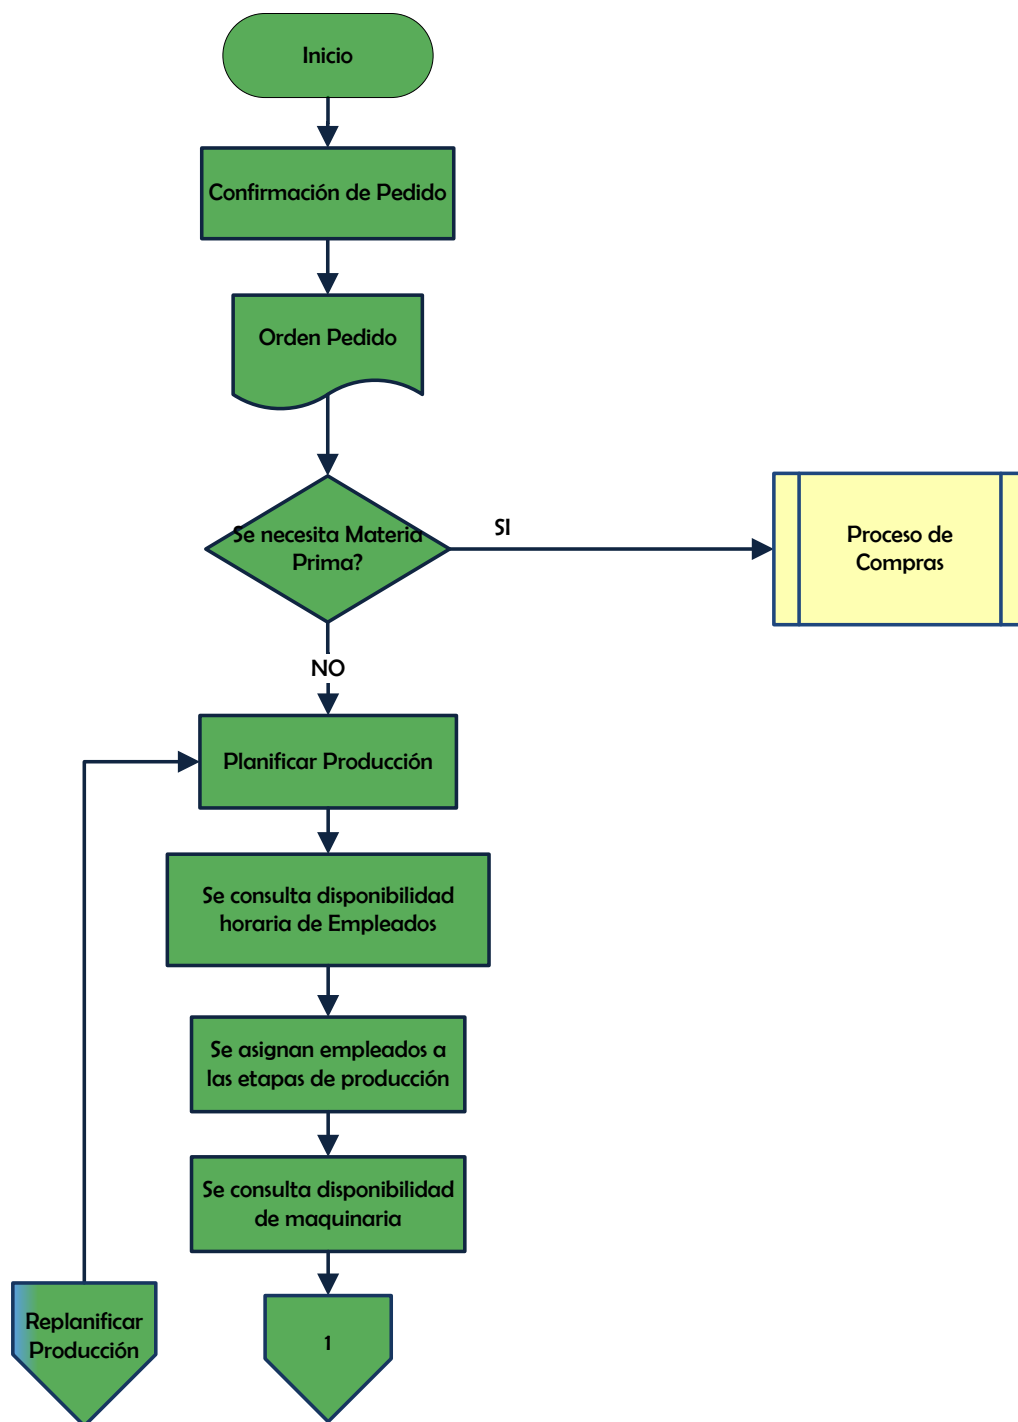 Inicio
Confirmación de Pedido
Orden Pedido
Se necesita Materia
Prima?
SI
Proceso de
Compras
NO
Planificar Producción
Se consulta disponibilidad
horaria de Empleados
Se asignan empleados a
las etapas de producción
Se consulta disponibilidad
de maquinaria
Replanificar
Producción
1